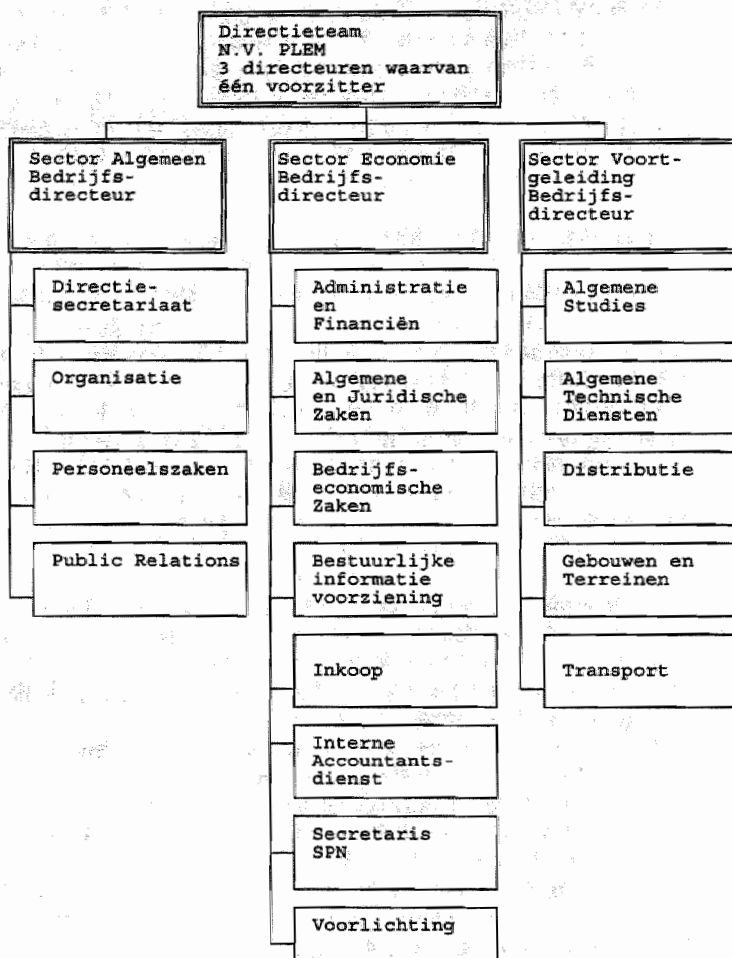 Directieteam
N.V. PLEM
3 directeuren waarvan
één voorzitter
Sector Algemeen
Bedrijfs-
directeur
Sector Economie
Bedrijfs-
directeur
Sector Voort-
geleiding
Bedrijfs-
directeur
Directie-
secretariaat
Organisatie
Personeelszaken
Public Relations
Administratie
en
Financiën
Algemene
en Juridische
Zaken
Bedrijfs-
economische
Zaken
Bestuurlijke
informatie
voorziening
Inkoop
Interne
Accountants-
dienst
Secretaris
SPN
Voorlichting
Algemene
Studies
Algemene
Technische
Diensten
Distributie
Gebouwen en
Terreinen
Transport